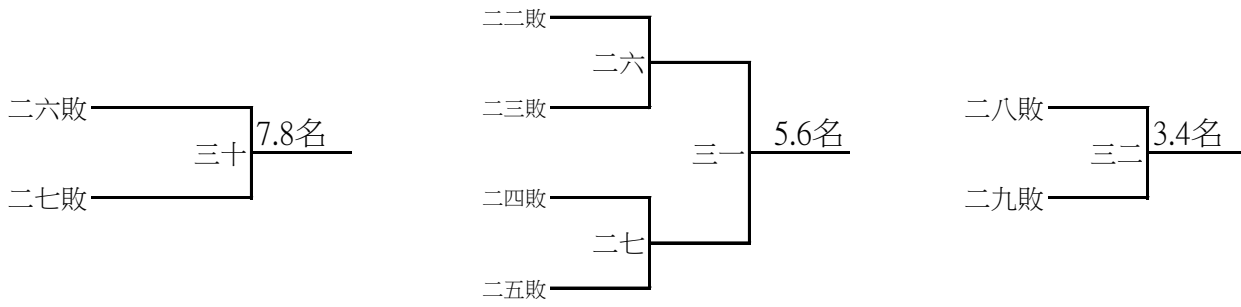 二六敗
7.8名
三十
二七敗
二二敗
二六
二三敗
5.6名
三一
二四敗
二七
二五敗
二八敗
3.4名
三二
二九敗